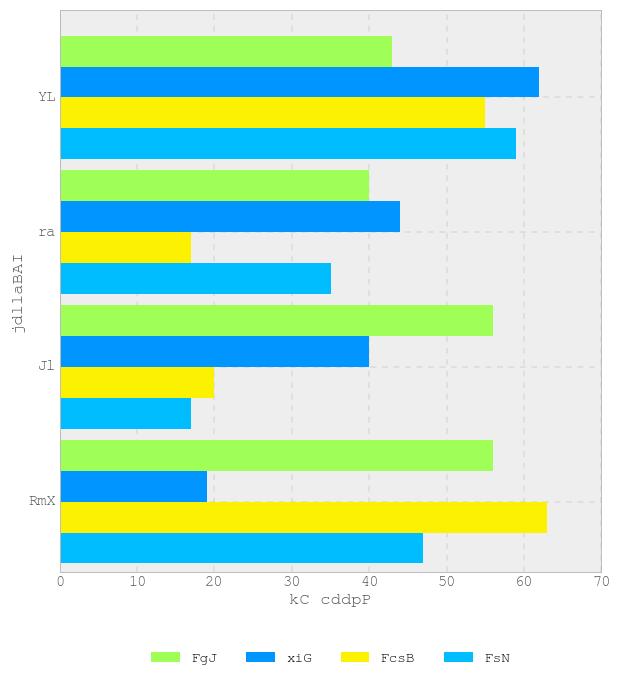 YL
ra
Jl
RmX
jdllaBAI
0 10 20 30 40 50 60 70
kC cddpP
FgJ xiG FcsB FsN